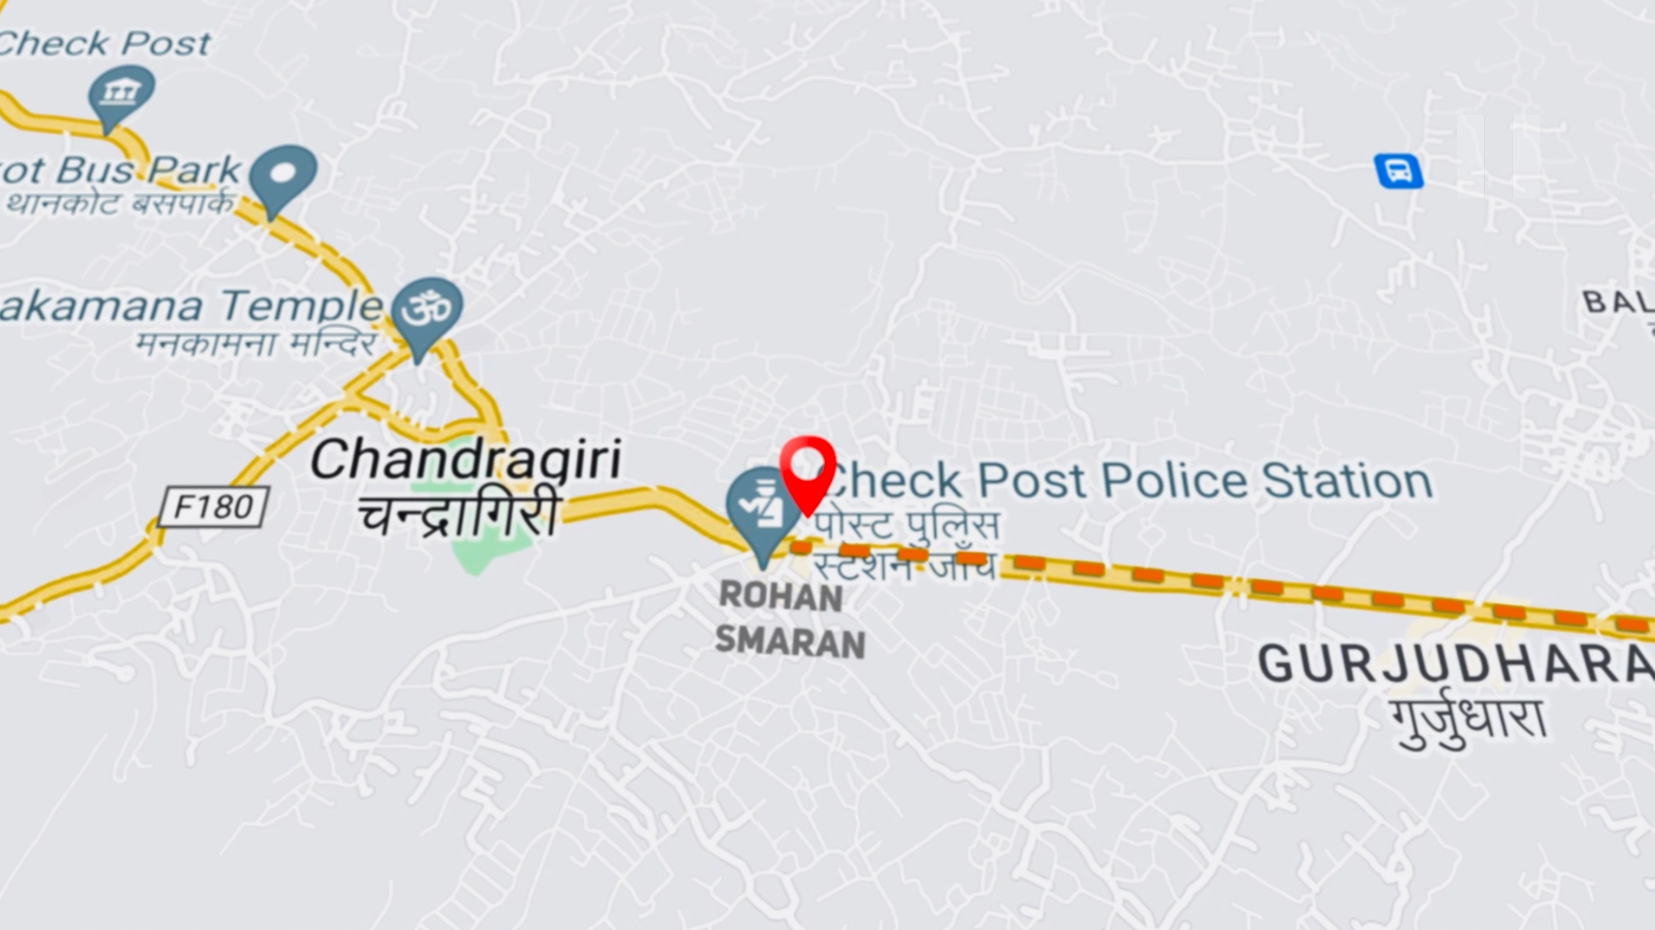 Check Post
ot Bus Park
थानकोट बसपार्क
akamana Temple
मनकामना मन्दिर
BAL
Chandragiri
चन्द्रागिरी
F180
Check Post Police Station
पोस्ट पुलिस
स्टेशन जाँच
ROHAN
SMARAN
GURJUDHARA
गुर्जुधारा